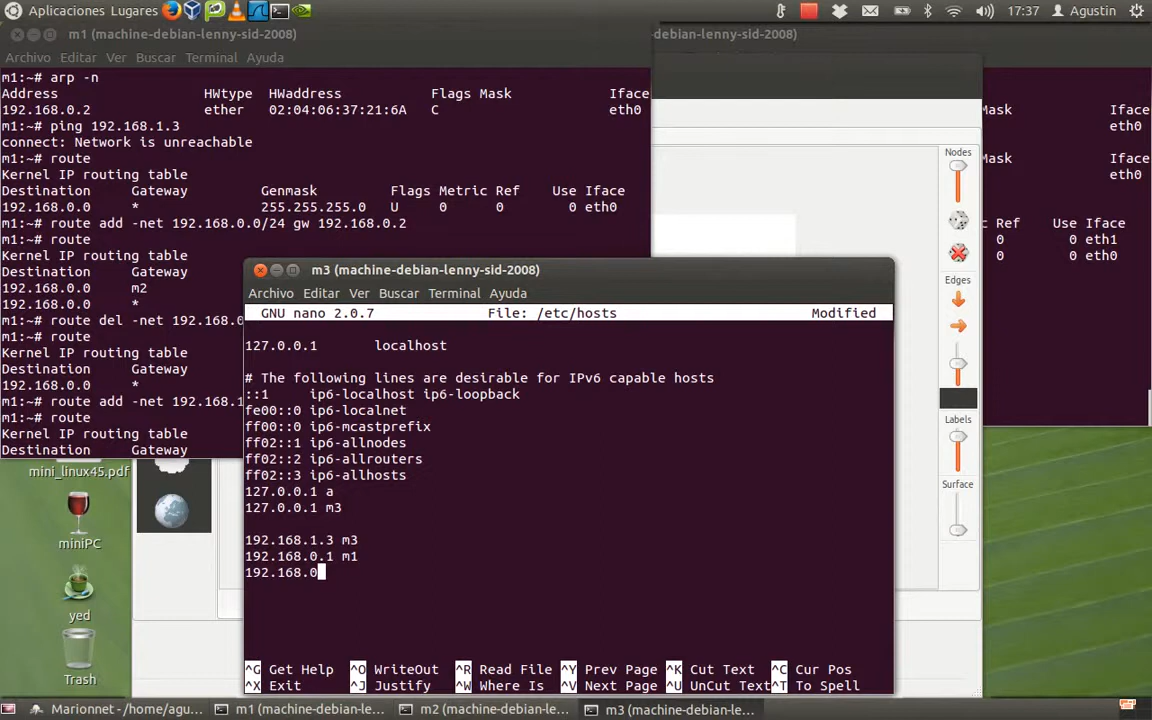 Aplicaciones Lugares
17:37
Agustin
m1 (machine-debian-lenny-sid-2008)
Archivo Editar Ver Buscar Terminal Ayuda
m1:~# arp -n
Address HWtype HWaddress Flags Mask Iface
192.168.0.2 ether 02:04:06:37:21:6A C eth0
m1:~# ping 192.168.1.3
connect: Network is unreachable
m1:~# route
Kernel IP routing table
Destination Gateway Genmask Flags Metric Ref Use Iface
192.168.0.0 * 255.255.255.0 U 0 0 0 eth0
m1:~# route add -net 192.168.0.0/24 gw 192.168.0.2
m1:~# route
Kernel IP routing table
Destination Gateway
192.168.0.0 m2
192.168.0.0 *
m1:~# route del -net 192.168.0
m1:~# route
Kernel IP routing table
Destination Gateway
192.168.0.0 *
m1:~# route add -net 192.168.1
m1:~# route
Kernel IP routing table
Destination Gateway
-debian-lenny-sid-2008)
Mask Iface
eth0
Mask Iface
eth0
c Ref Use Iface
0 0 eth1
0 0 eth0
Nodes
Edges
Labels
Surface
m3 (machine-debian-lenny-sid-2008)
Archivo Editar Ver Buscar Terminal Ayuda
GNU nano 2.0.7 File: /etc/hosts Modified
127.0.0.1 localhost
# The following lines are desirable for IPv6 capable hosts
::1 ip6-localhost ip6-loopback
fe00::0 ip6-localnet
ff00::0 ip6-mcastprefix
ff02::1 ip6-allnodes
ff02::2 ip6-allrouters
ff02::3 ip6-allhosts
127.0.0.1 a
127.0.0.1 m3
192.168.1.3 m3
192.168.0.1 m1
192.168.0
^G Get Help ^O WriteOut ^R Read File ^Y Prev Page ^K Cut Text ^C Cur Pos
^X Exit ^J Justify ^W Where Is ^V Next Page ^U UnCut Text ^T To Spell
mini_linux45.pdf
miniPC
yed
Trash
Marionnet - /home/agu...
m1 (machine-debian-le...
m2 (machine-debian-le...
m3 (machine-debian-le...